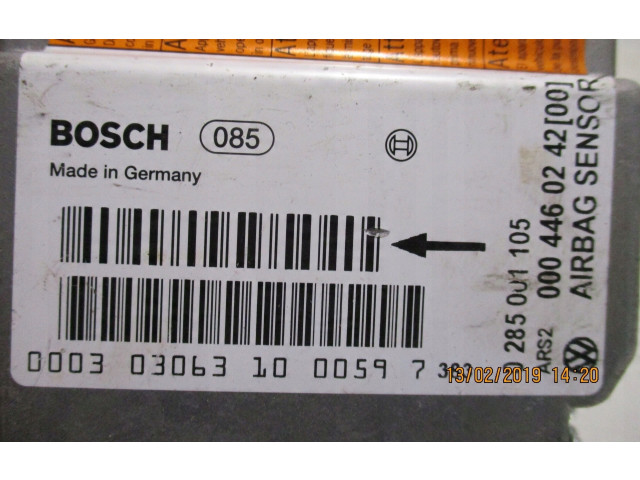 BOSCH 085
Made in Germany
0003 03063 10 0059 7
285 001 105
ARS2 000 446 02 42[00]
AIRBAG SENSOR
13/02/2019 14:20